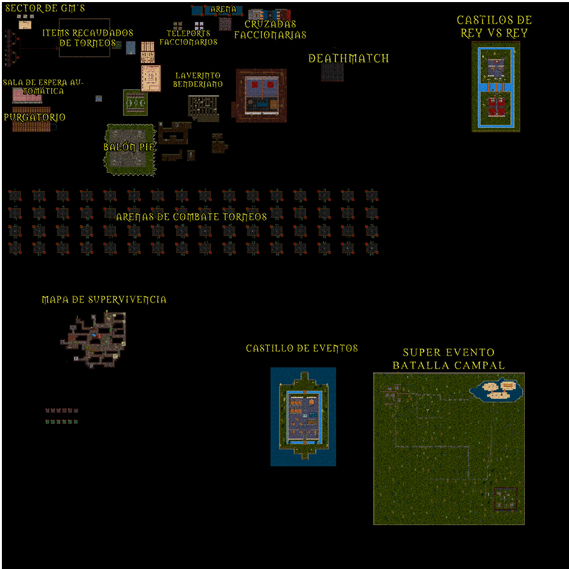 SECTOR DE GM'S
ARENA
CRUZADAS
FACCIONARIAS
CASTILOS DE
REY VS REY
ITEMS RECAUDADOS
DE TORNEOS
TELEPORTS
FACCIONARIOS
DEATHMATCH
SALA DE ESPERA AU-
TOMÁTICA
LAVERINTO
BENDERIANO
PURGATORIO
BALÓN PIE
ARENAS DE COMBATE TORNEOS
MAPA DE SUPERVIVENCIA
CASTILLO DE EVENTOS
SUPER EVENTO
BATALLA CAMPAL